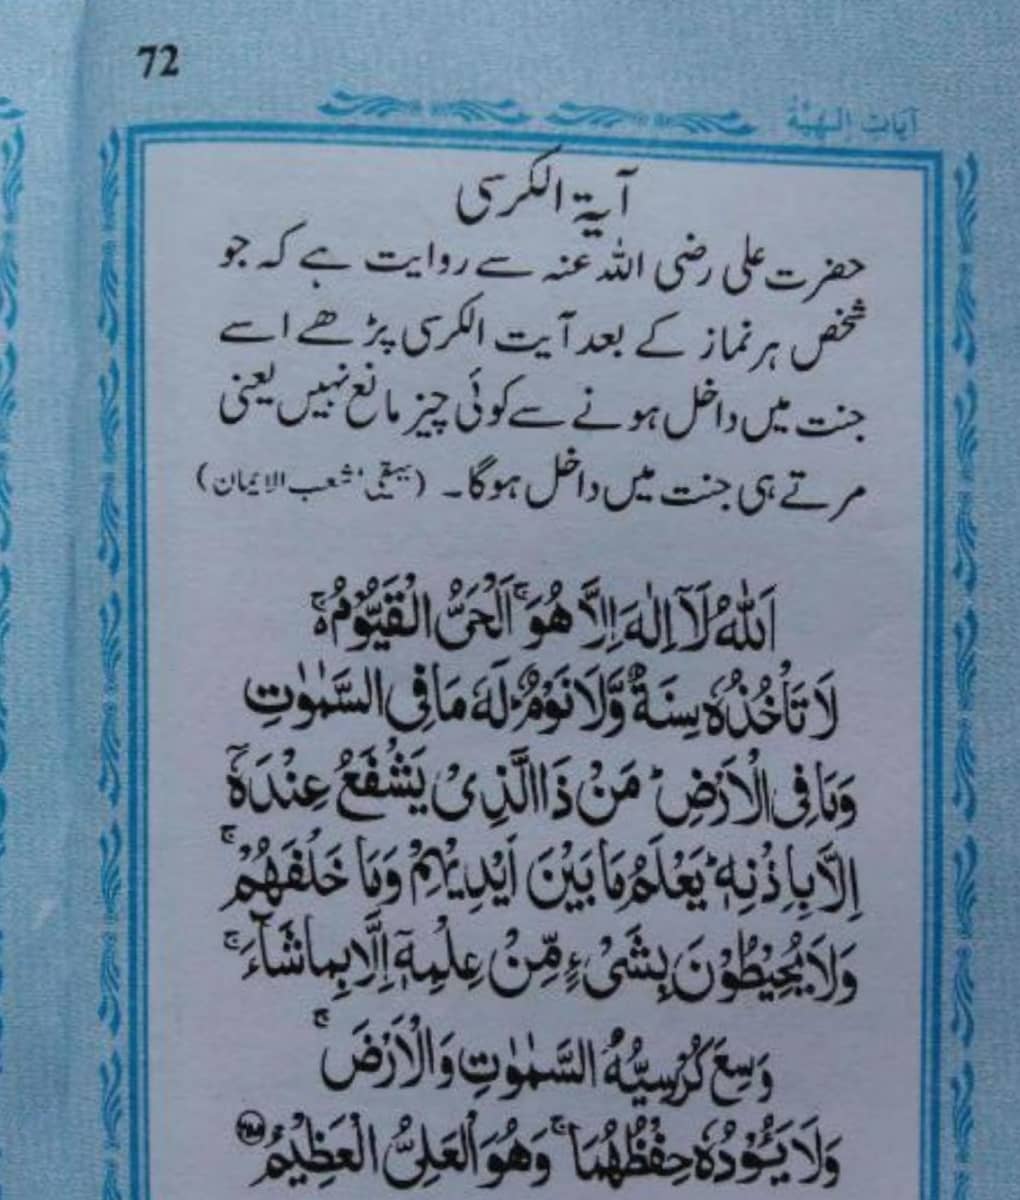 72
آیات الٰہیّہ
آیۃ الکرسی
حضرت علی رضی اللہ عنہ سے روایت ہے کہ جو
شخص ہر نماز کے بعد آیت الکرسی پڑھے اسے
جنت میں داخل ہونے سے کوئی چیز مانع نہیں یعنی
مرتے ہی جنت میں داخل ہوگا۔ (بیہقی، شعب الایمان)
اَللّٰهُ لَاۤ اِلٰهَ اِلَّا هُوَ ۚ اَلْحَیُّ الْقَیُّوْمُ ۚ۬
لَا تَاْخُذُهٗ سِنَةٌ وَّلَا نَوْمٌ ؕ لَهٗ مَا فِی السَّمٰوٰتِ
وَمَا فِی الْاَرْضِ ؕ مَنْ ذَا الَّذِیْ یَشْفَعُ عِنْدَهٗۤ
اِلَّا بِاِذْنِهٖ ؕ یَعْلَمُ مَا بَیْنَ اَیْدِیْهِمْ وَمَا خَلْفَهُمْ ۚ
وَلَا یُحِیْطُوْنَ بِشَیْءٍ مِّنْ عِلْمِهٖۤ اِلَّا بِمَا شَآءَ ۚ
وَسِعَ كُرْسِیُّهُ السَّمٰوٰتِ وَالْاَرْضَ ۚ
وَلَا یَـُٔوْدُهٗ حِفْظُهُمَا ۚ وَهُوَ الْعَلِیُّ الْعَظِیْمُ ﴿۲۵۵﴾